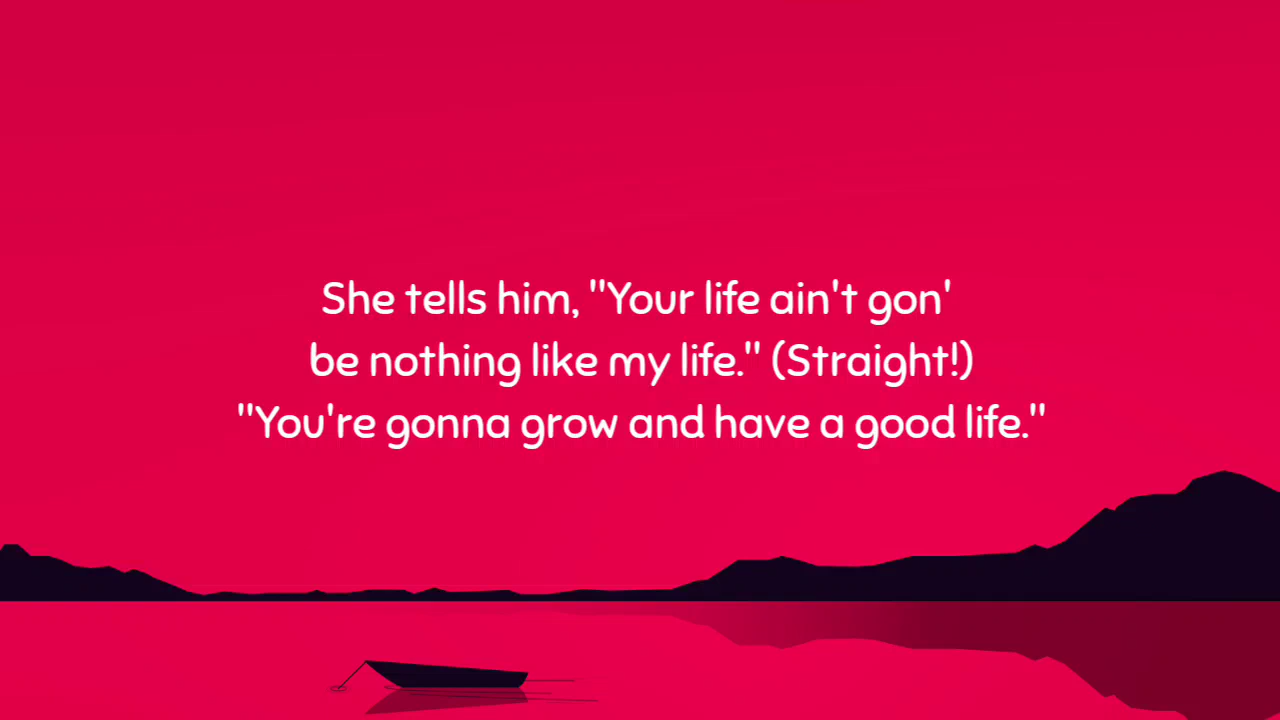 She tells him, "Your life ain't gon'
be nothing like my life." (Straight!)
"You're gonna grow and have a good life."